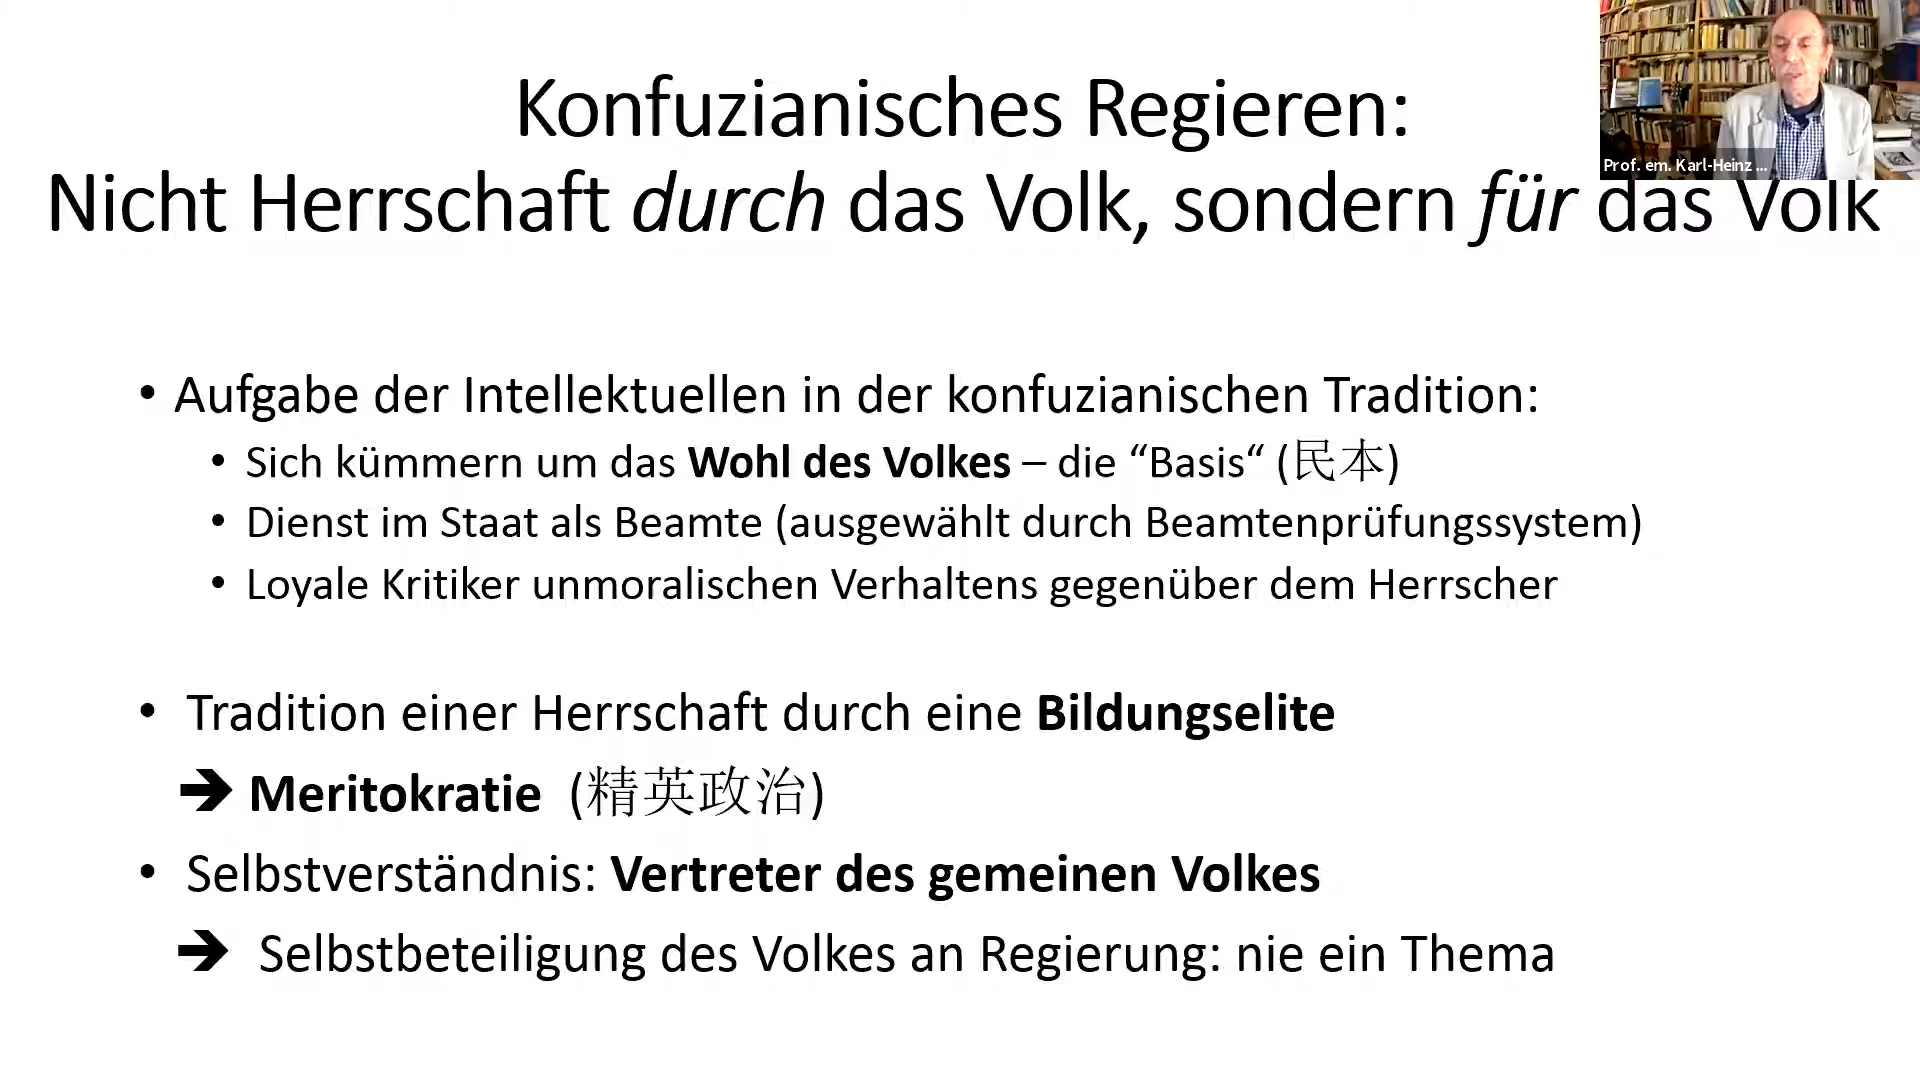 Konfuzianisches Regieren:
Nicht Herrschaft durch das Volk, sondern für das Volk
Prof. em. Karl-Heinz ...
• Aufgabe der Intellektuellen in der konfuzianischen Tradition:
• Sich kümmern um das Wohl des Volkes – die “Basis“ (民本)
• Dienst im Staat als Beamte (ausgewählt durch Beamtenprüfungssystem)
• Loyale Kritiker unmoralischen Verhaltens gegenüber dem Herrscher
• Tradition einer Herrschaft durch eine Bildungselite
➔ Meritokratie (精英政治)
• Selbstverständnis: Vertreter des gemeinen Volkes
➔ Selbstbeteiligung des Volkes an Regierung: nie ein Thema